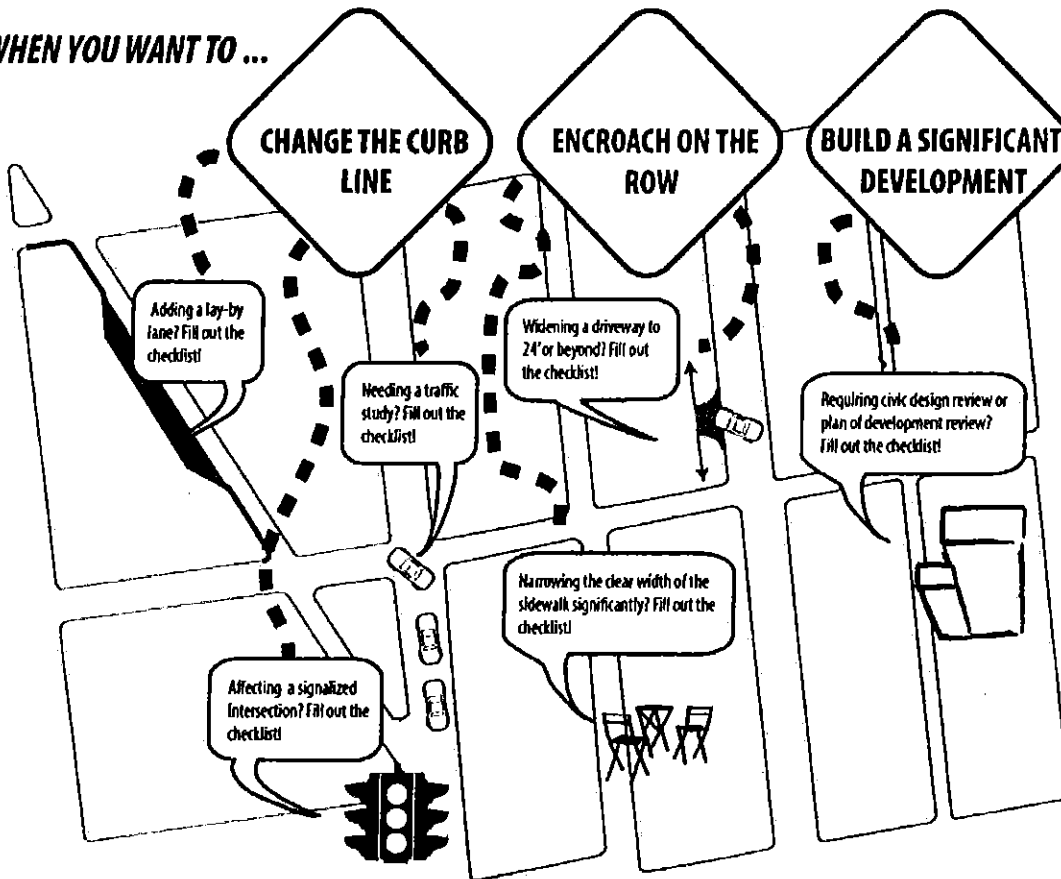 WHEN YOU WANT TO ...
CHANGE THE CURB
LINE
ENCROACH ON THE
ROW
BUILD A SIGNIFICANT
DEVELOPMENT
Adding a lay-by
lane? Fill out the
checklist!
Needing a traffic
study? Fill out the
checklist!
Widening a driveway to
24' or beyond? Fill out
the checklist!
Requiring civic design review or
plan of development review?
Fill out the checklist!
Narrowing the clear width of the
sidewalk significantly? Fill out the
checklist!
Affecting a signalized
intersection? Fill out the
checklist!